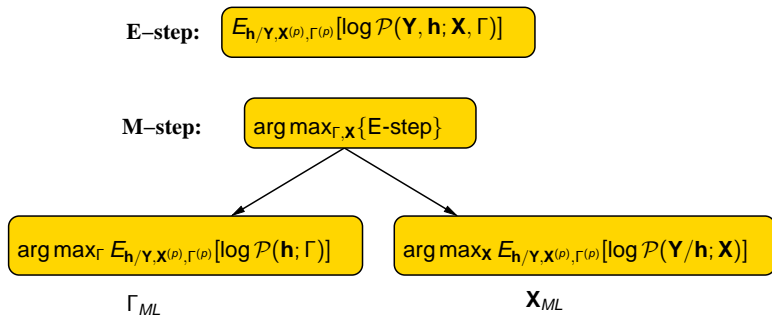 E–step: E_{h/Y,X^{(p)},Γ^{(p)}}[log P(Y, h; X, Γ)]
M–step: arg max_{Γ,X}{E-step}
arg max_Γ E_{h/Y,X^{(p)},Γ^{(p)}}[log P(h; Γ)] arg max_X E_{h/Y,X^{(p)},Γ^{(p)}}[log P(Y/h; X)]
Γ_{ML} X_{ML}